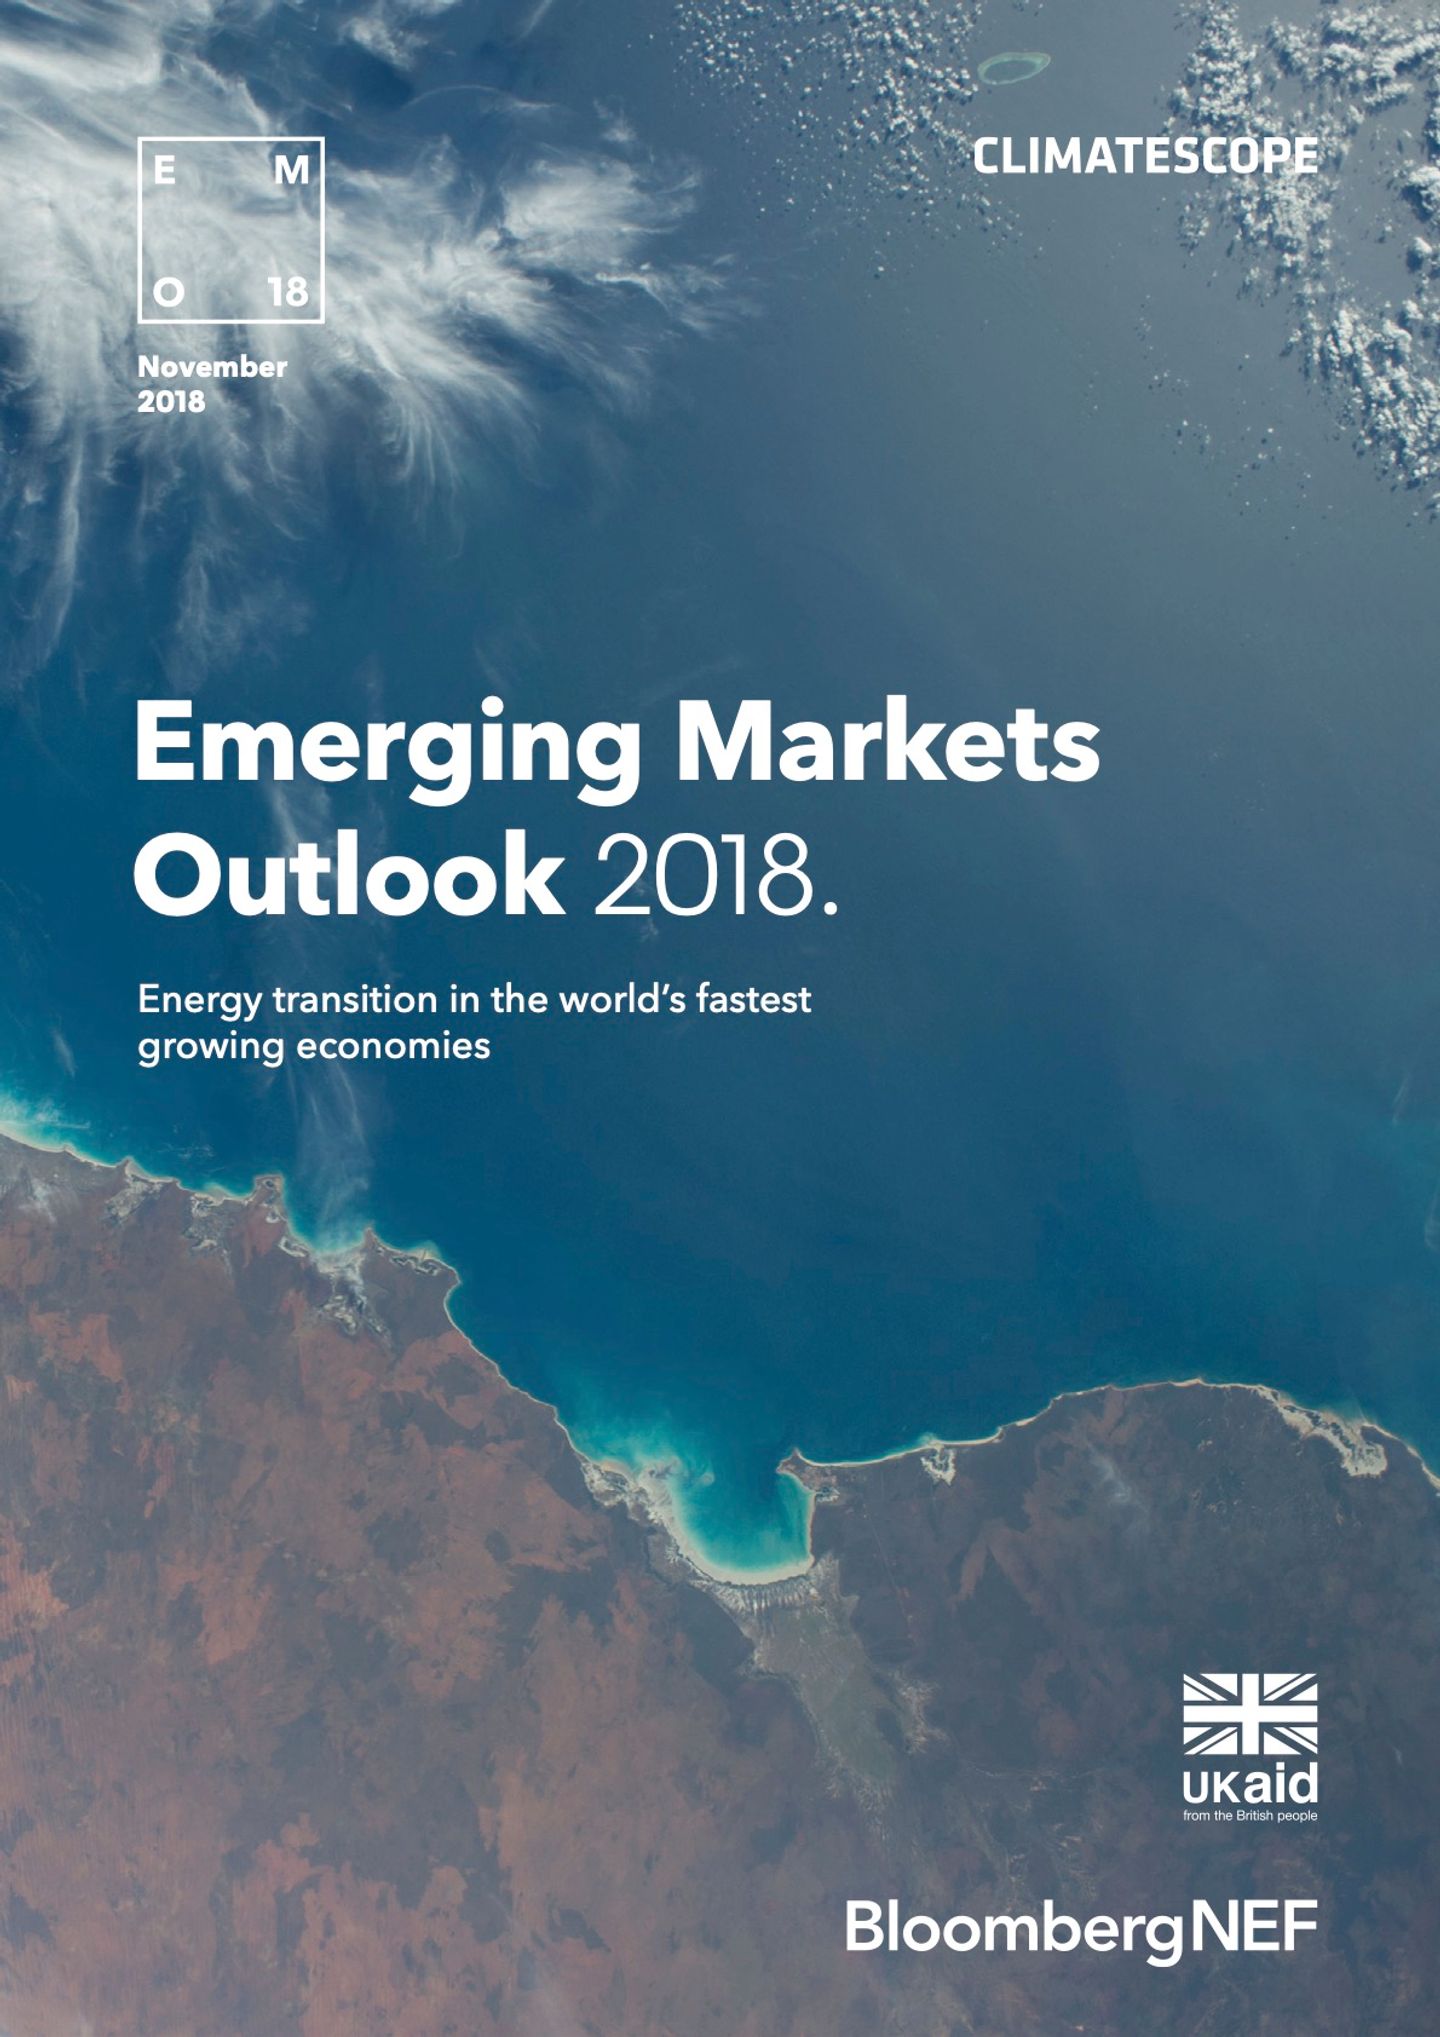 E M
O 18
CLIMATESCOPE
November
2018
Emerging Markets
Outlook 2018.
Energy transition in the world's fastest
growing economies
UKaid
from the British people
BloombergNEF